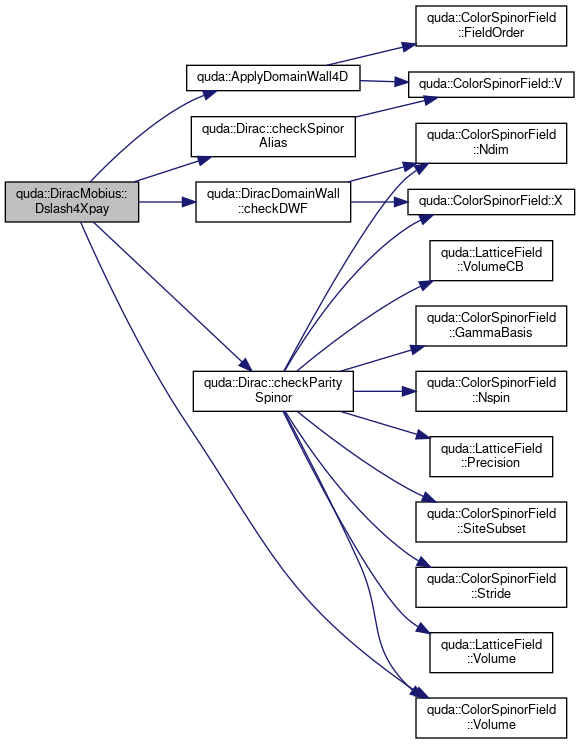 quda::DiracMobius::
Dslash4Xpay
quda::ApplyDomainWall4D
quda::Dirac::checkSpinor
Alias
quda::DiracDomainWall
::checkDWF
quda::Dirac::checkParity
Spinor
quda::ColorSpinorField
::FieldOrder
quda::ColorSpinorField::V
quda::ColorSpinorField
::Ndim
quda::ColorSpinorField::X
quda::LatticeField
::VolumeCB
quda::ColorSpinorField
::GammaBasis
quda::ColorSpinorField
::Nspin
quda::LatticeField
::Precision
quda::ColorSpinorField
::SiteSubset
quda::ColorSpinorField
::Stride
quda::LatticeField
::Volume
quda::ColorSpinorField
::Volume